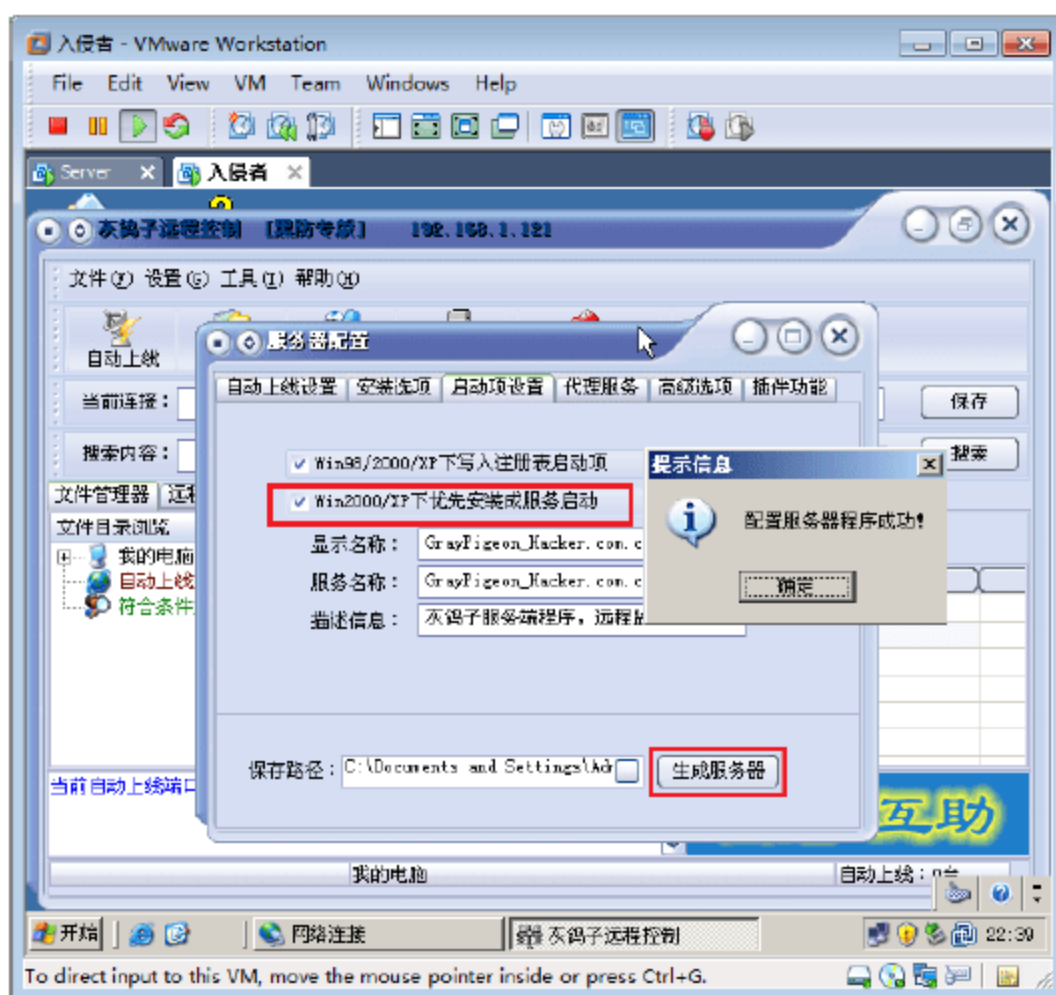 入侵者 - VMware Workstation
File Edit View VM Team Windows Help
Server 入侵者
灰鸽子远程控制 [黑防专版] 192.168.1.121
文件(F) 设置(G) 工具(T) 帮助(H)
自动上线
服务器配置
自动上线设置 安装选项 启动项设置 代理服务 高级选项 插件功能
当前连接: 保存
搜索内容: 搜索
Win98/2000/XP下写入注册表启动项
提示信息
文件管理器
Win2000/XP下优先安装成服务启动
配置服务器程序成功!
文件目录浏览
显示名称: GrayPigeon_Hacker.com.c
我的电脑
服务名称: GrayPigeon_Hacker.com.c
确定
自动上线
符合条件
描述信息: 灰鸽子服务端程序，远程
保存路径: C:\Documents and Settings\Ad
生成服务器
当前自动上线端口
互助
我的电脑
自动上线:
开始 网络连接 灰鸽子远程控制 22:39
To direct input to this VM, move the mouse pointer inside or press Ctrl+G.